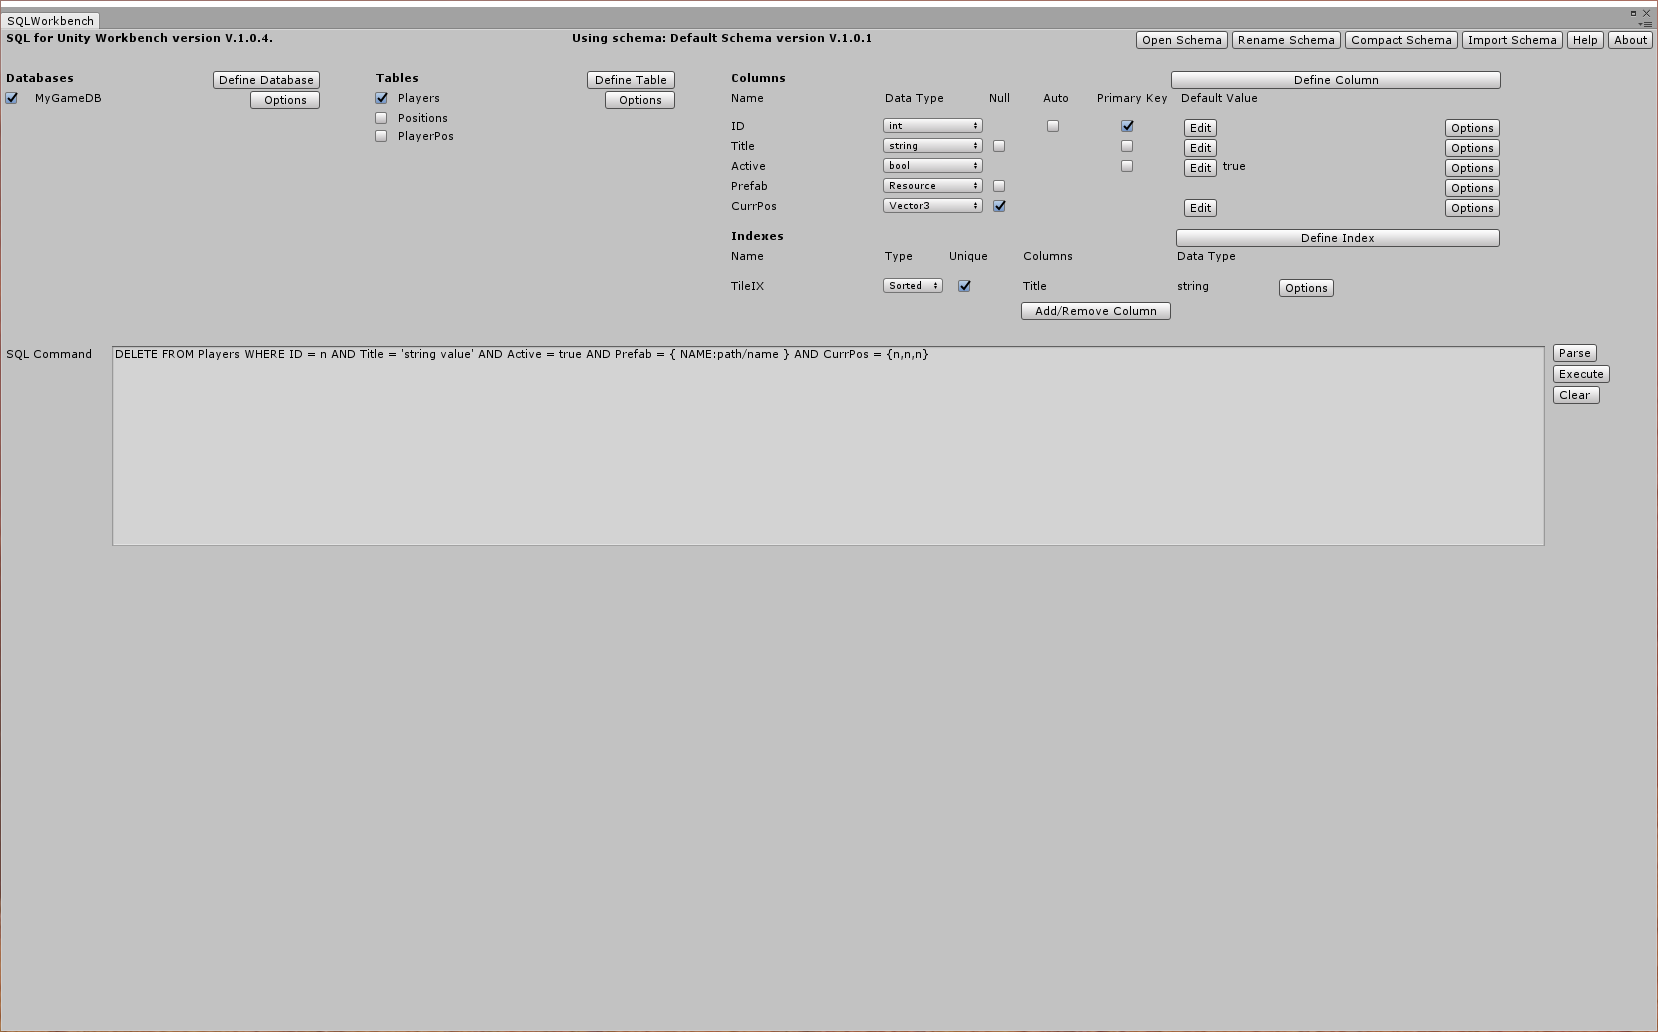 SQLWorkbench
SQL for Unity Workbench version V.1.0.4. Using schema: Default Schema version V.1.0.1 Open Schema Rename Schema Compact Schema Import Schema Help About
Databases Define Database Tables Define Table Columns Define Column
MyGameDB Options Players Options Name Data Type Null Auto Primary Key Default Value
Positions
PlayerPos
ID int Edit Options
Title string Edit Options
Active bool Edit true Options
Prefab Resource Options
CurrPos Vector3 Edit Options
Indexes Define Index
Name Type Unique Columns Data Type
TileIX Sorted Title string Options
Add/Remove Column
SQL Command DELETE FROM Players WHERE ID = n AND Title = 'string value' AND Active = true AND Prefab = { NAME:path/name } AND CurrPos = {n,n,n} Parse
Execute
Clear